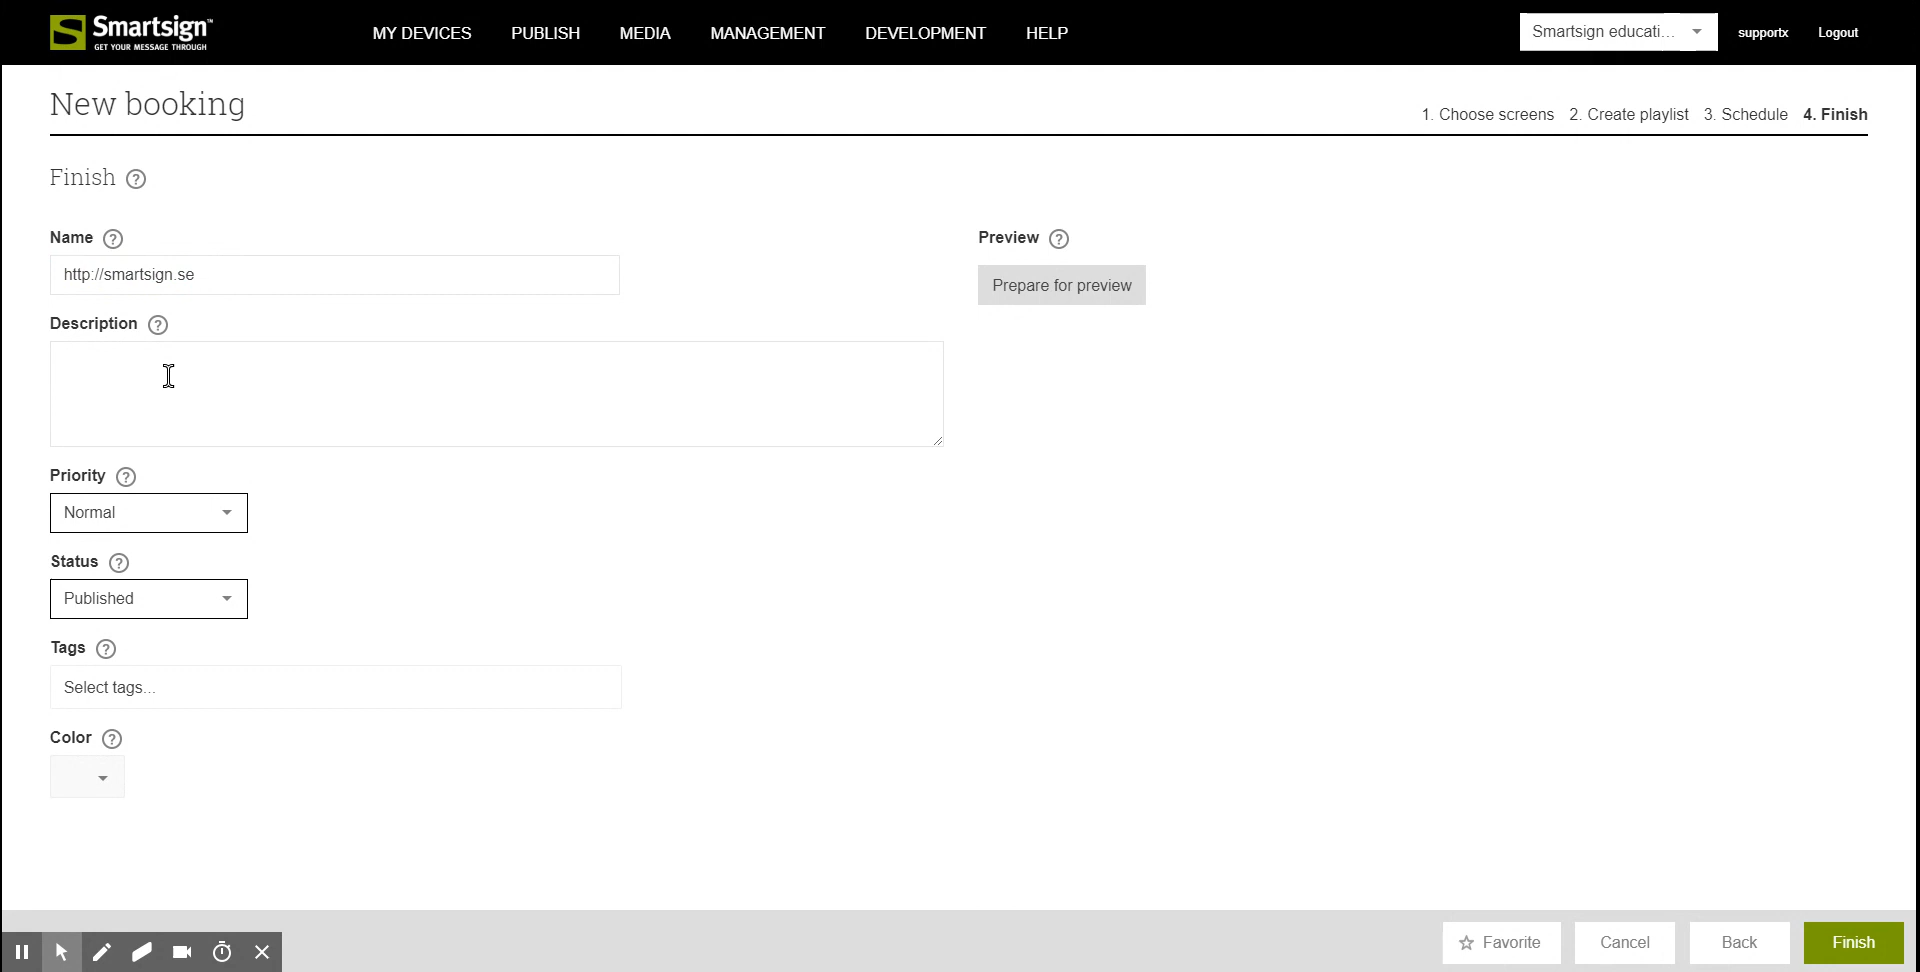 Smartsign™
GET YOUR MESSAGE THROUGH
MY DEVICES PUBLISH MEDIA MANAGEMENT DEVELOPMENT HELP
Smartsign educati... supportx Logout
New booking
1. Choose screens 2. Create playlist 3. Schedule 4. Finish
Finish ?
Name ?
http://smartsign.se
Preview ?
Prepare for preview
Description ?
Priority ?
Normal
Status ?
Published
Tags ?
Select tags...
Color ?
Favorite Cancel Back Finish